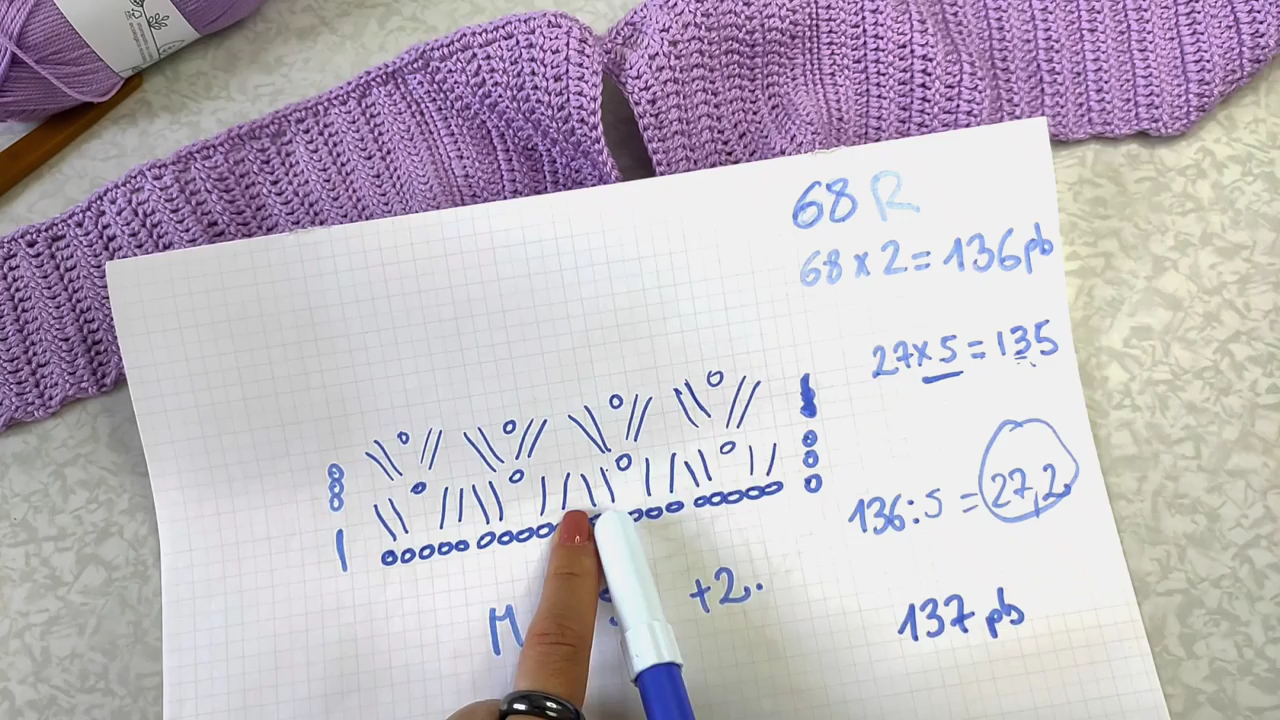 68 R
68 x 2 = 136 pb
27 x 5 = 135
136:5 = 27,2
+2.
137 pb